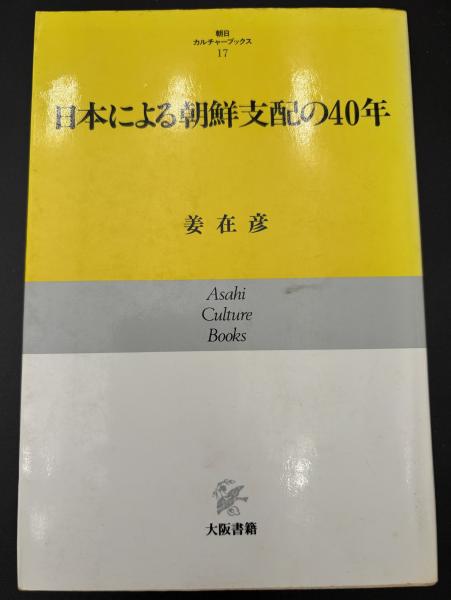 朝日
カルチャーブックス
17
日本による朝鮮支配の40年
姜在彦
Asahi
Culture
Books
大阪書籍